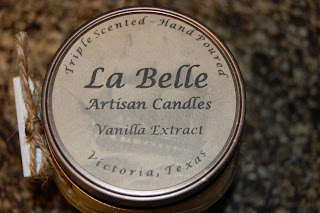 Triple Scented - Hand Poured
La Belle
Artisan Candles
Vanilla Extract
Victoria, Texas